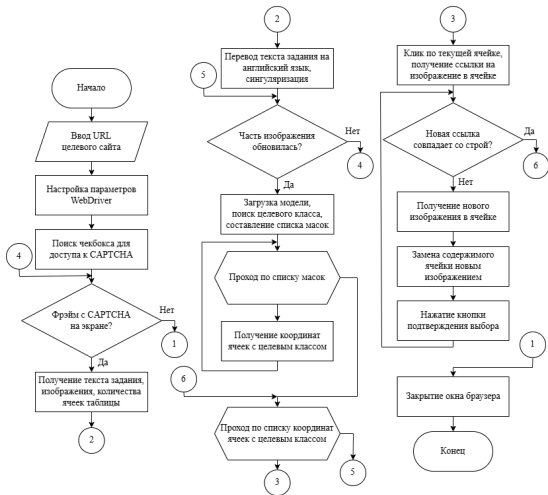 Начало
Ввод URL
целевого сайта
Настройка параметров
WebDriver
Поиск чекбокса для
доступа к CAPTCHA
4
Фрэйм с CAPTCHA
на экране?
Нет
1
Да
Получение текста задания,
изображения, количества
ячеек таблицы
2
2
Перевод текста задания на
английский язык,
сингуляризация
5
Часть изображения
обновилась?
Нет
4
Да
Загрузка модели,
поиск целевого класса,
составление списка масок
Проход по списку масок
Получение координат
ячеек с целевым классом
6
Проход по списку координат
ячеек с целевым классом
3
5
3
Клик по текущей ячейке,
получение ссылки на
изображение в ячейке
Новая ссылка
совпадает со строй?
Да
6
Нет
Получение нового
изображения в ячейке
Замена содержимого
ячейки новым
изображением
Нажатие кнопки
подтверждения выбора
1
Закрытие окна
браузера
Конец